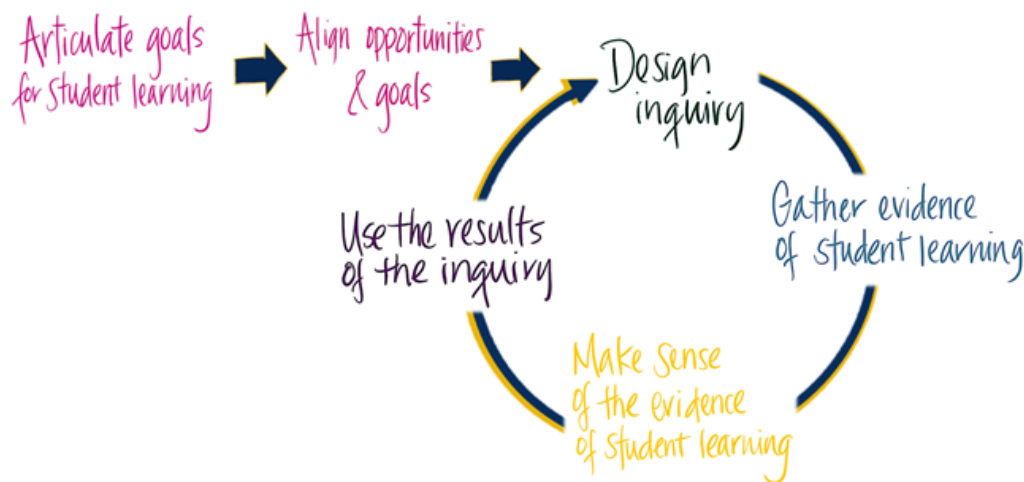 Articulate goals
for student learning
Align opportunities
& goals
Design
inquiry
Gather evidence
of student learning
Make sense
of the evidence
of student learning
Use the results
of the inquiry